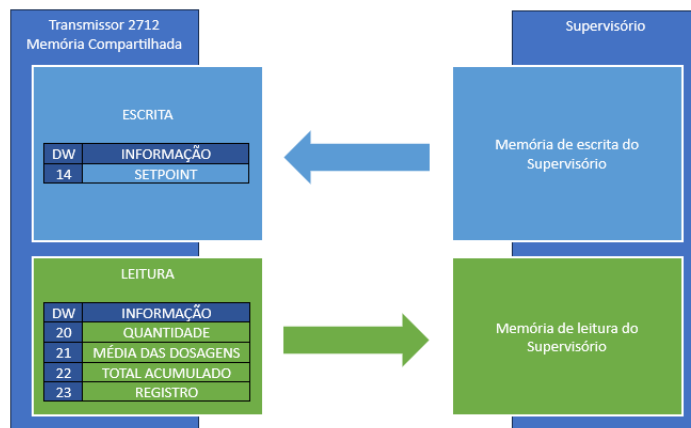 Transmissor 2712
Memória Compartilhada
Supervisório
ESCRITA
DW INFORMAÇÃO
14 SETPOINT
Memória de escrita do
Supervisório
LEITURA
DW INFORMAÇÃO
20 QUANTIDADE
21 MÉDIA DAS DOSAGENS
22 TOTAL ACUMULADO
23 REGISTRO
Memória de leitura do
Supervisório